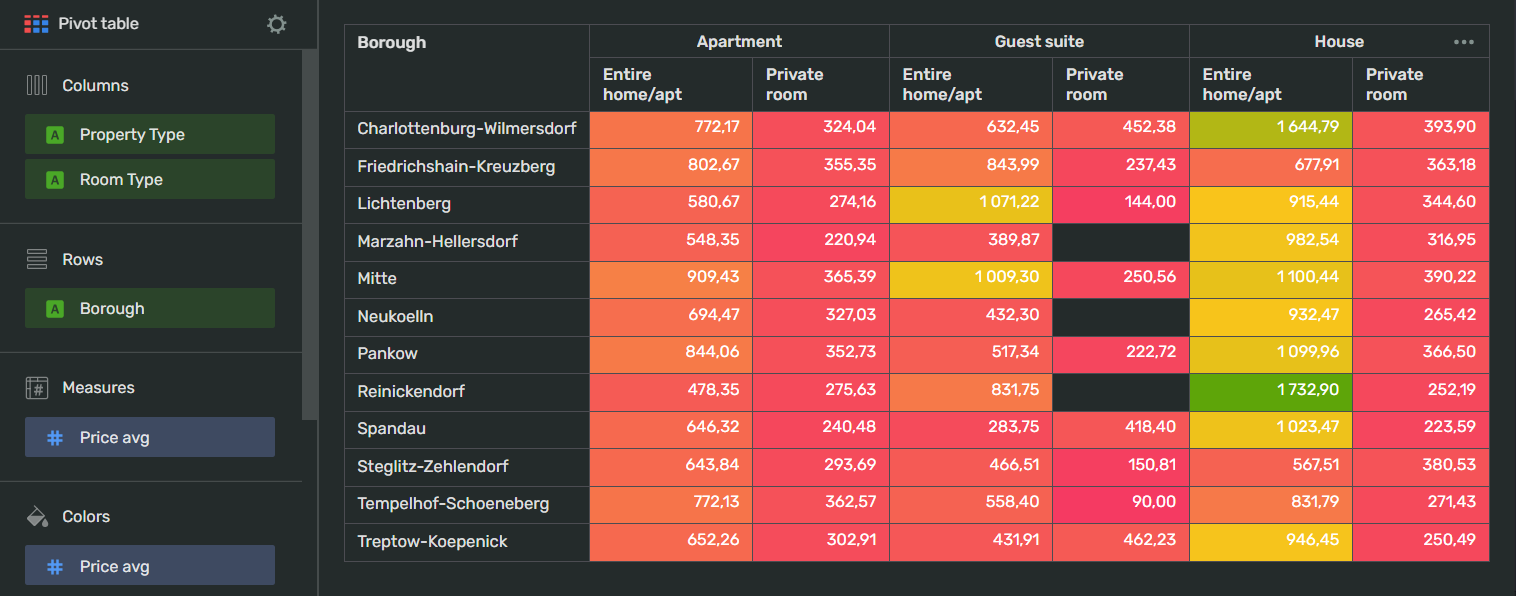 Pivot table
Columns
A Property Type
A Room Type
Rows
A Borough
Measures
# Price avg
Colors
# Price avg
Borough Apartment Guest suite House
Entire home/apt Private room Entire home/apt Private room Entire home/apt Private room
Charlottenburg-Wilmersdorf 772,17 324,04 632,45 452,38 1 644,79 393,90
Friedrichshain-Kreuzberg 802,67 355,35 843,99 237,43 677,91 363,18
Lichtenberg 580,67 274,16 1 071,22 144,00 915,44 344,60
Marzahn-Hellersdorf 548,35 220,94 389,87 982,54 316,95
Mitte 909,43 365,39 1 009,30 250,56 1 100,44 390,22
Neukoelln 694,47 327,03 432,30 932,47 265,42
Pankow 844,06 352,73 517,34 222,72 1 099,96 366,50
Reinickendorf 478,35 275,63 831,75 1 732,90 252,19
Spandau 646,32 240,48 283,75 418,40 1 023,47 223,59
Steglitz-Zehlendorf 643,84 293,69 466,51 150,81 567,51 380,53
Tempelhof-Schoeneberg 772,13 362,57 558,40 90,00 831,79 271,43
Treptow-Koepenick 652,26 302,91 431,91 462,23 946,45 250,49